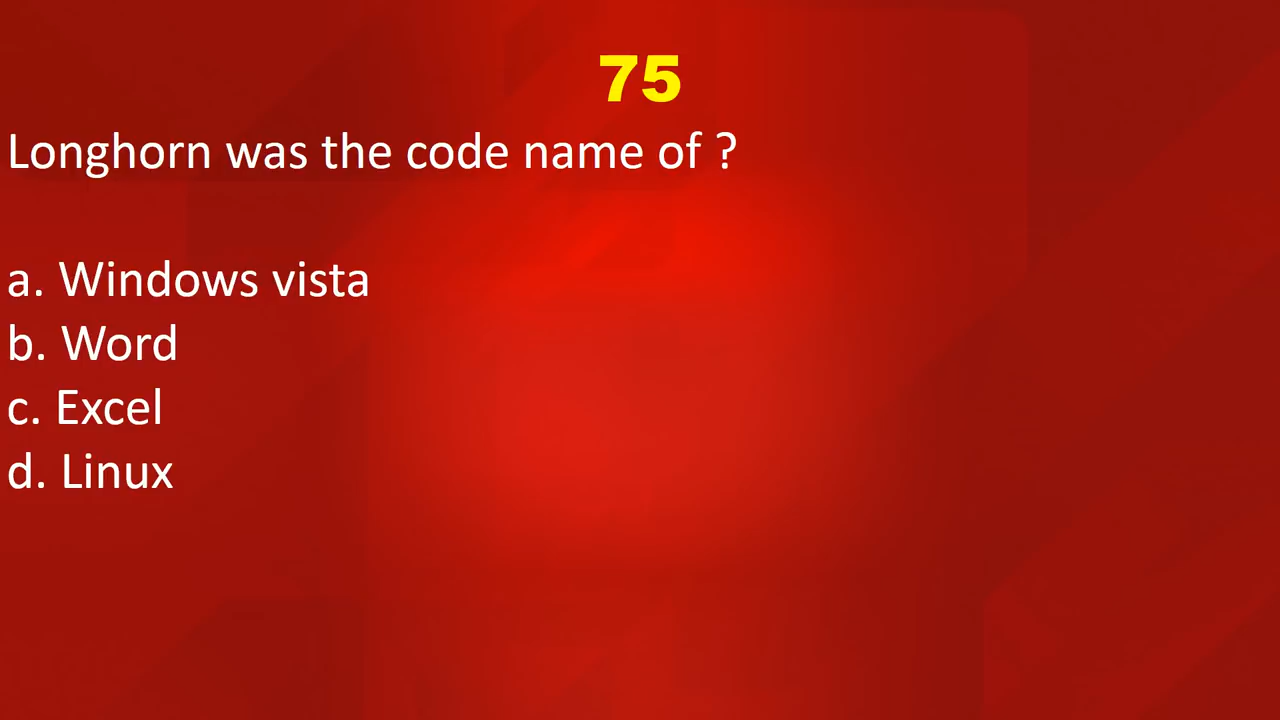 75
Longhorn was the code name of ?
a. Windows vista
b. Word
c. Excel
d. Linux